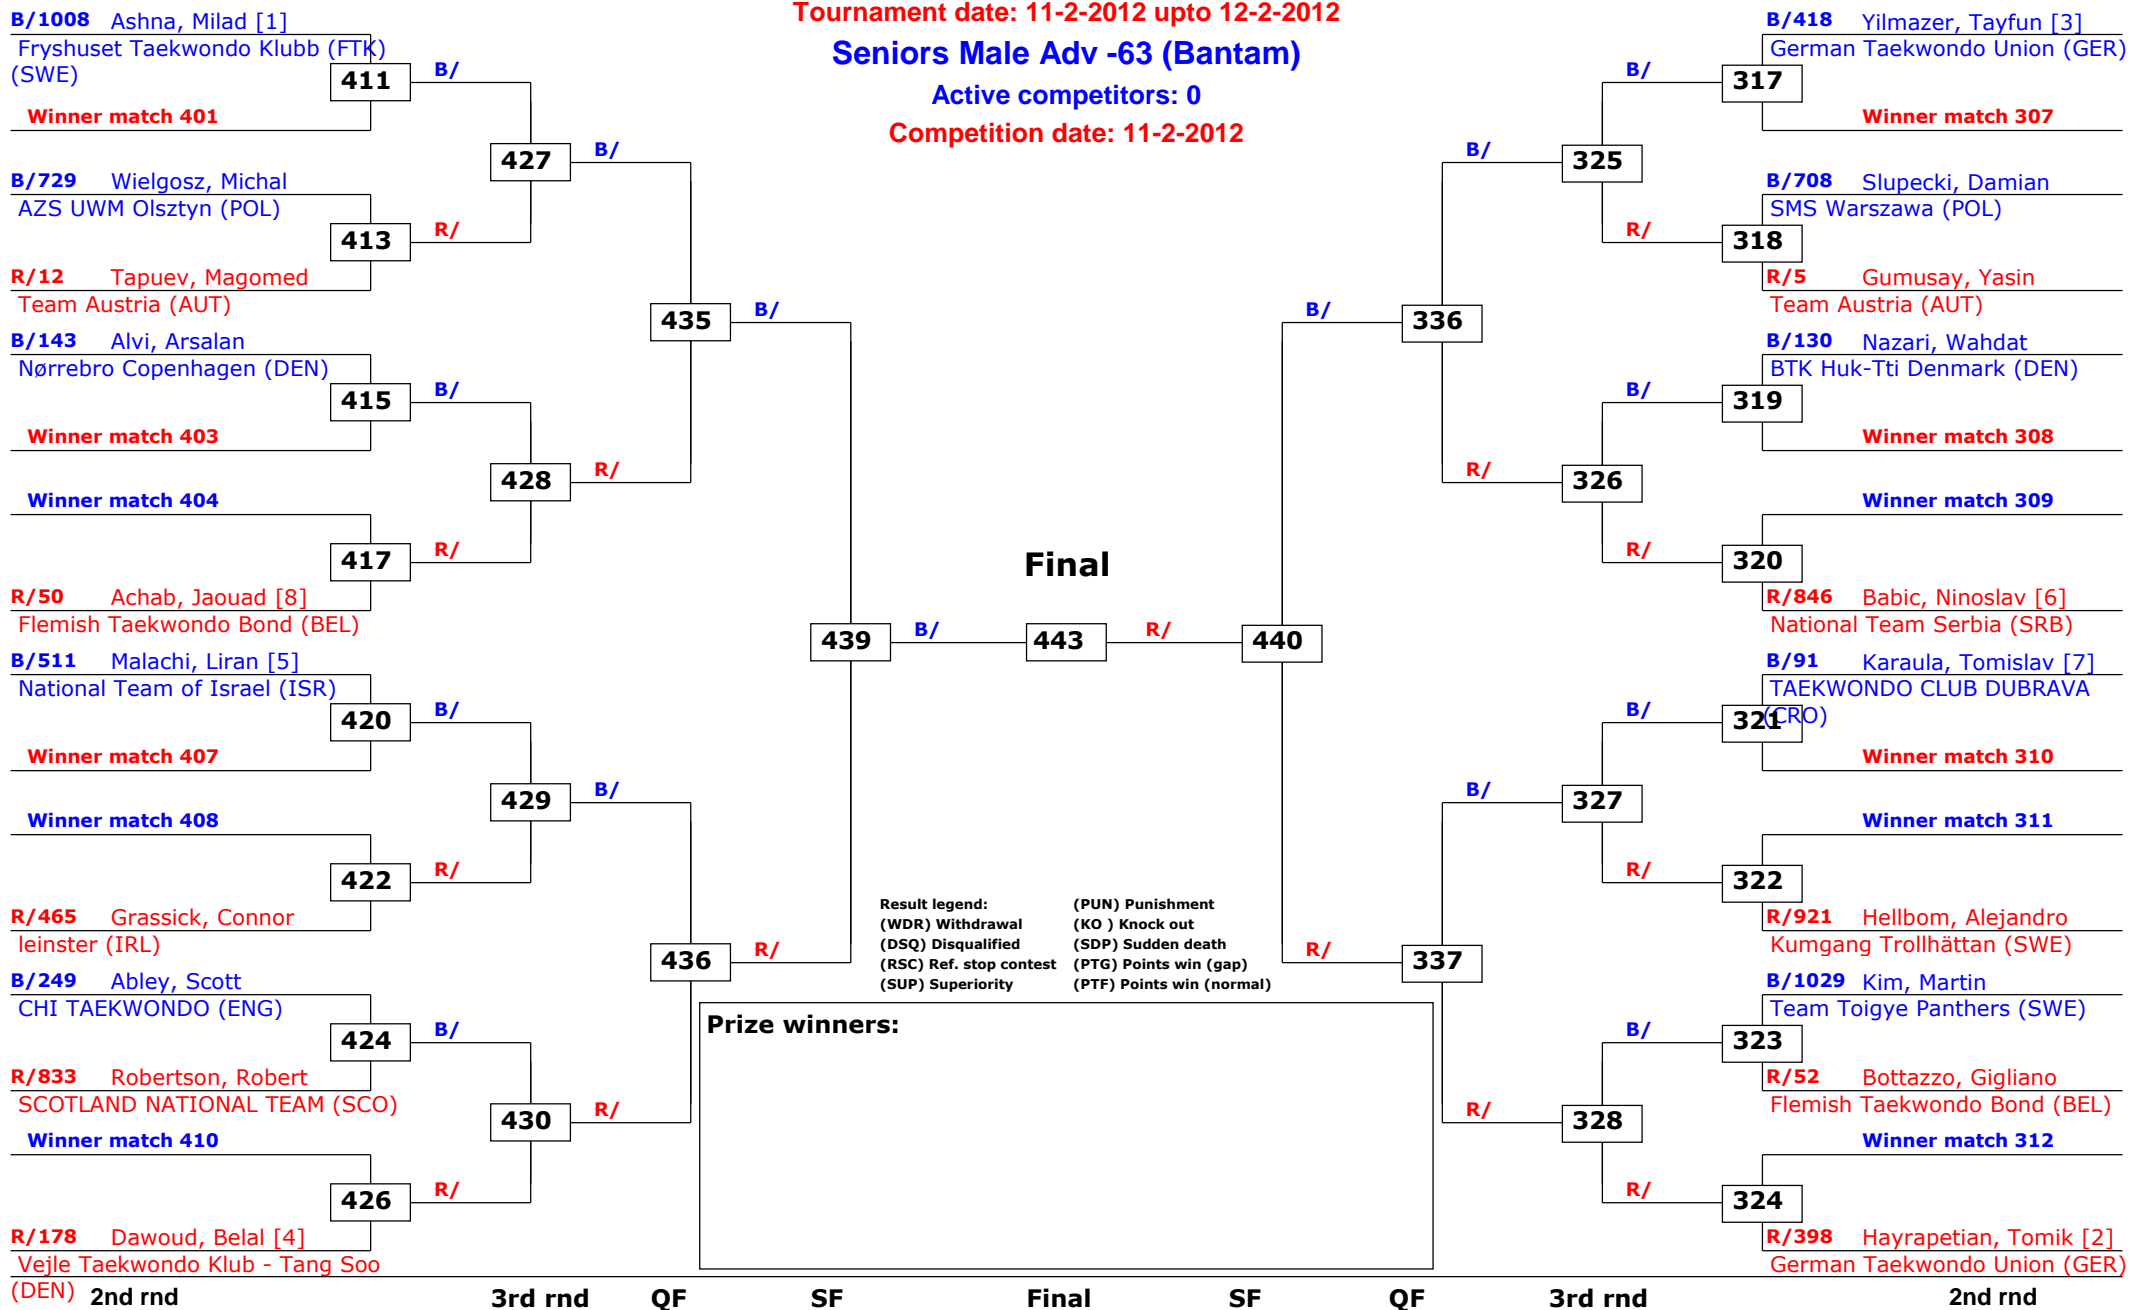 Tournament date: 11-2-2012 upto 12-2-2012
Seniors Male Adv -63 (Bantam)
Active competitors: 0
Competition date: 11-2-2012
B/1008 Ashna, Milad [1]
Fryshuset Taekwondo Klubb (FTK)
(SWE)
411
B/
Winner match 401
427
B/
B/729 Wielgosz, Michal
AZS UWM Olsztyn (POL)
413
R/
R/12 Tapuev, Magomed
Team Austria (AUT)
435
B/
B/143 Alvi, Arsalan
Nørrebro Copenhagen (DEN)
415
B/
Winner match 403
428
R/
Winner match 404
417
R/
R/50 Achab, Jaouad [8]
Flemish Taekwondo Bond (BEL)
439
B/
B/511 Malachi, Liran [5]
National Team of Israel (ISR)
420
B/
Winner match 407
429
B/
Winner match 408
422
R/
R/465 Grassick, Connor
leinster (IRL)
436
R/
B/249 Abley, Scott
CHI TAEKWONDO (ENG)
424
B/
R/833 Robertson, Robert
SCOTLAND NATIONAL TEAM (SCO)
430
R/
Winner match 410
426
R/
R/178 Dawoud, Belal [4]
Vejle Taekwondo Klub - Tang Soo
(DEN)
Final
443
R/
440
B/418 Yilmazer, Tayfun [3]
German Taekwondo Union (GER)
B/
317
Winner match 307
B/
325
B/708 Slupecki, Damian
SMS Warszawa (POL)
R/
318
R/5 Gumusay, Yasin
Team Austria (AUT)
B/
336
B/130 Nazari, Wahdat
BTK Huk-Tti Denmark (DEN)
B/
319
Winner match 308
R/
326
Winner match 309
R/
320
R/846 Babic, Ninoslav [6]
National Team Serbia (SRB)
B/91 Karaula, Tomislav [7]
TAEKWONDO CLUB DUBRAVA
(CRO)
B/
321
Winner match 310
B/
327
Winner match 311
R/
322
R/921 Hellbom, Alejandro
Kumgang Trollhättan (SWE)
R/
337
B/1029 Kim, Martin
Team Toigye Panthers (SWE)
B/
323
R/52 Bottazzo, Gigliano
Flemish Taekwondo Bond (BEL)
R/
328
Winner match 312
R/
324
R/398 Hayrapetian, Tomik [2]
German Taekwondo Union (GER)
Result legend:
(WDR) Withdrawal
(DSQ) Disqualified
(RSC) Ref. stop contest
(SUP) Superiority
(PUN) Punishment
(KO ) Knock out
(SDP) Sudden death
(PTG) Points win (gap)
(PTF) Points win (normal)
Prize winners:
2nd rnd 3rd rnd QF SF Final SF QF 3rd rnd 2nd rnd